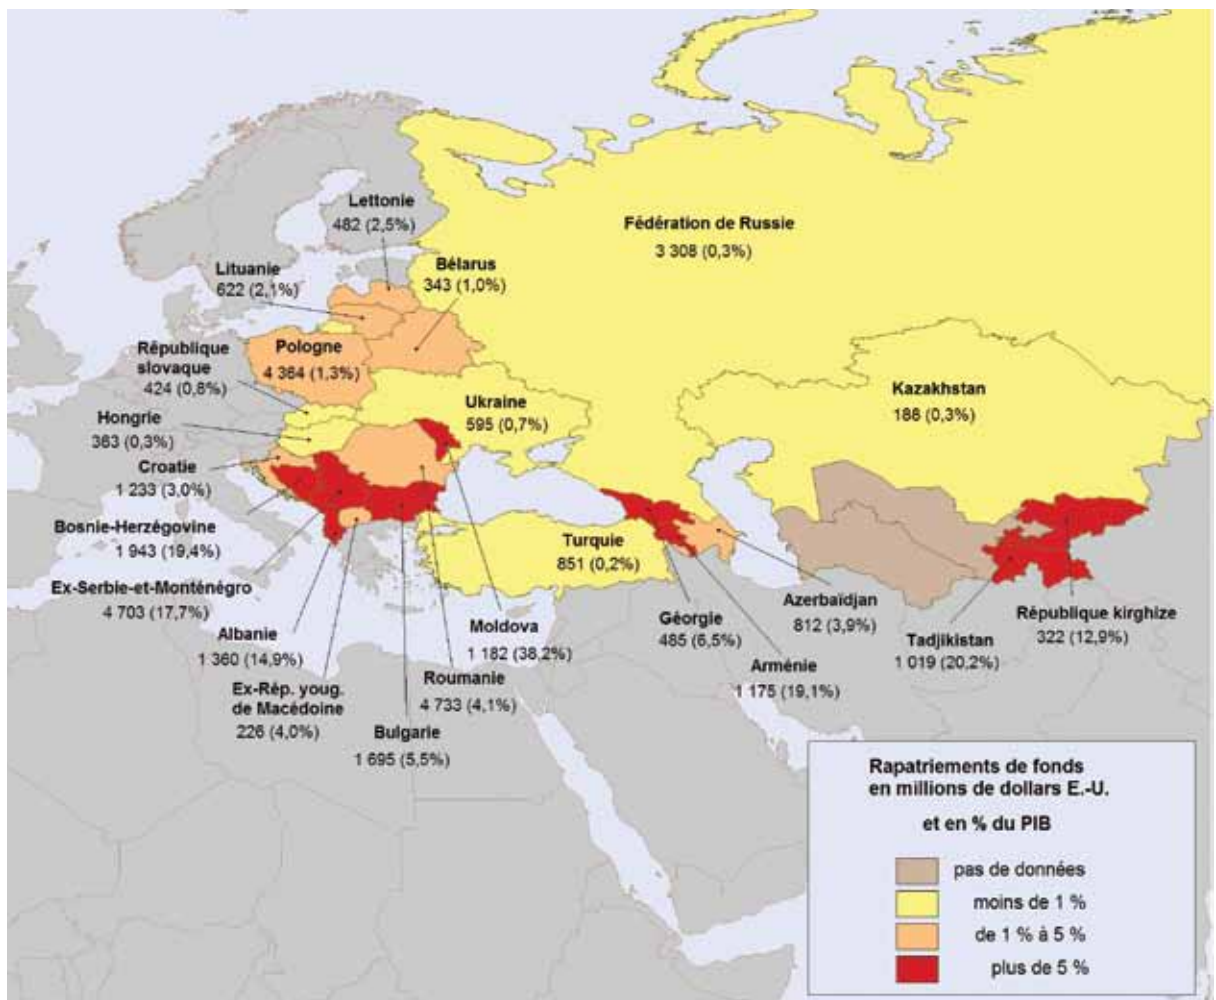 Lettonie
482 (2,5%)
Fédération de Russie
3 308 (0,3%)
Lituanie
622 (2,1%)
Bélarus
343 (1,0%)
République
slovaque
424 (0,8%)
Pologne
4 364 (1,3%)
Kazakhstan
188 (0,3%)
Ukraine
595 (0,7%)
Hongrie
363 (0,3%)
Croatie
1 233 (3,0%)
Bosnie-Herzégovine
1 943 (19,4%)
Ex-Serbie-et-Monténégro
4 703 (17,7%)
Albanie
1 360 (14,9%)
Ex-Rép. youg.
de Macédoine
226 (4,0%)
Bulgarie
1 695 (5,5%)
Roumanie
4 733 (4,1%)
Moldova
1 182 (38,2%)
Turquie
851 (0,2%)
Géorgie
485 (6,5%)
Arménie
1 175 (19,1%)
Azerbaïdjan
812 (3,9%)
Tadjikistan
1 019 (20,2%)
République kirghize
322 (12,9%)
Rapatriements de fonds
en millions de dollars E.-U.
et en % du PIB
pas de données
moins de 1 %
de 1 % à 5 %
plus de 5 %